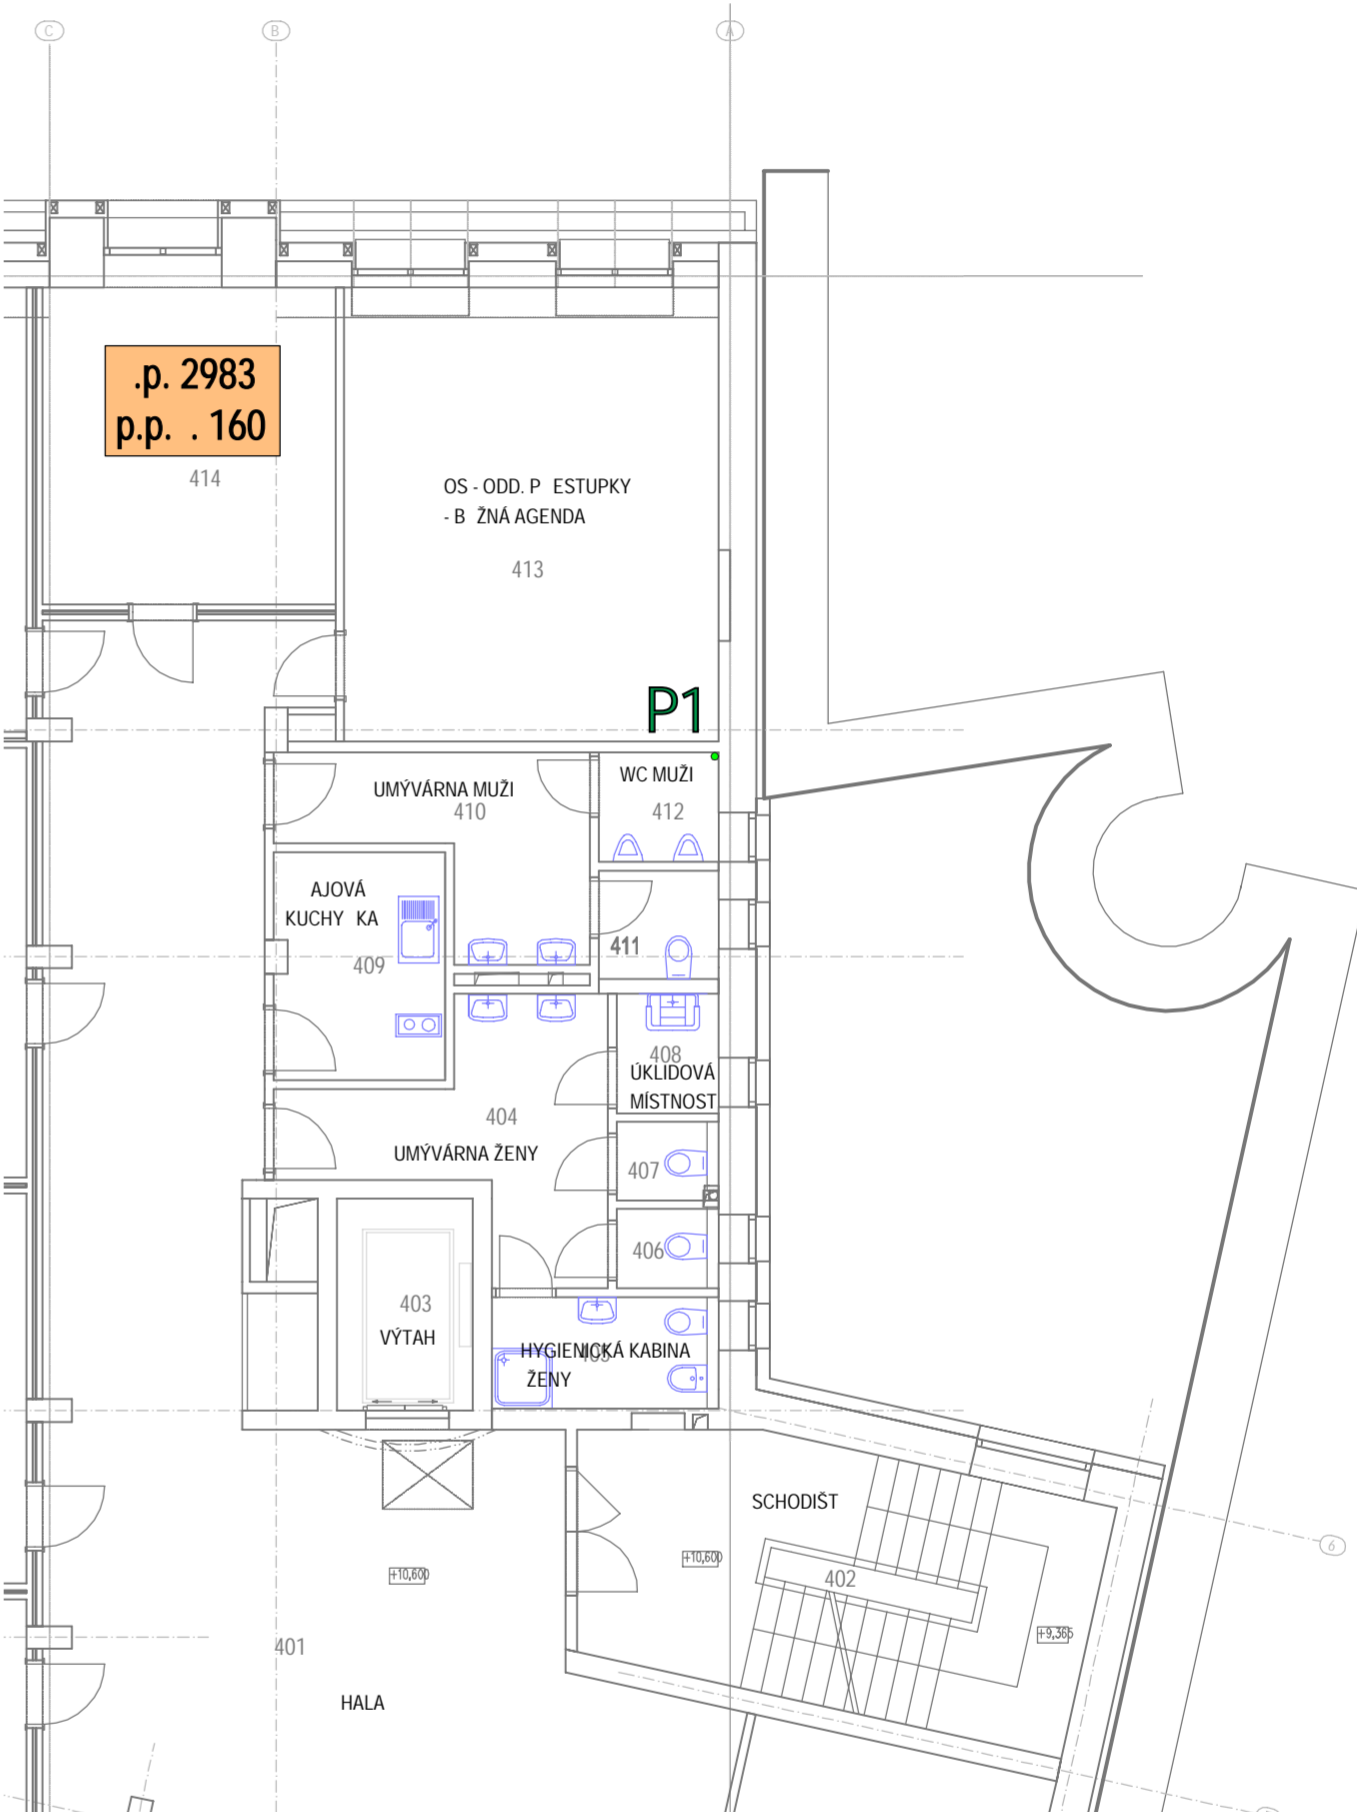 C
B
A
.p. 2983
p.p. . 160
414
OS - ODD. P ESTUPKY
- B ŽNÁ AGENDA
413
P1
WC MUŽI
412
UMÝVÁRNA MUŽI
410
AJOVÁ
KUCHY KA
409
411
408
ÚKLIDOVÁ
MÍSTNOST
404
UMÝVÁRNA ŽENY
407
406
403
VÝTAH
HYGIENICKÁ KABINA
405
ŽENY
SCHODIŠT
6
+10,600
+10,600
402
+9,365
401
HALA